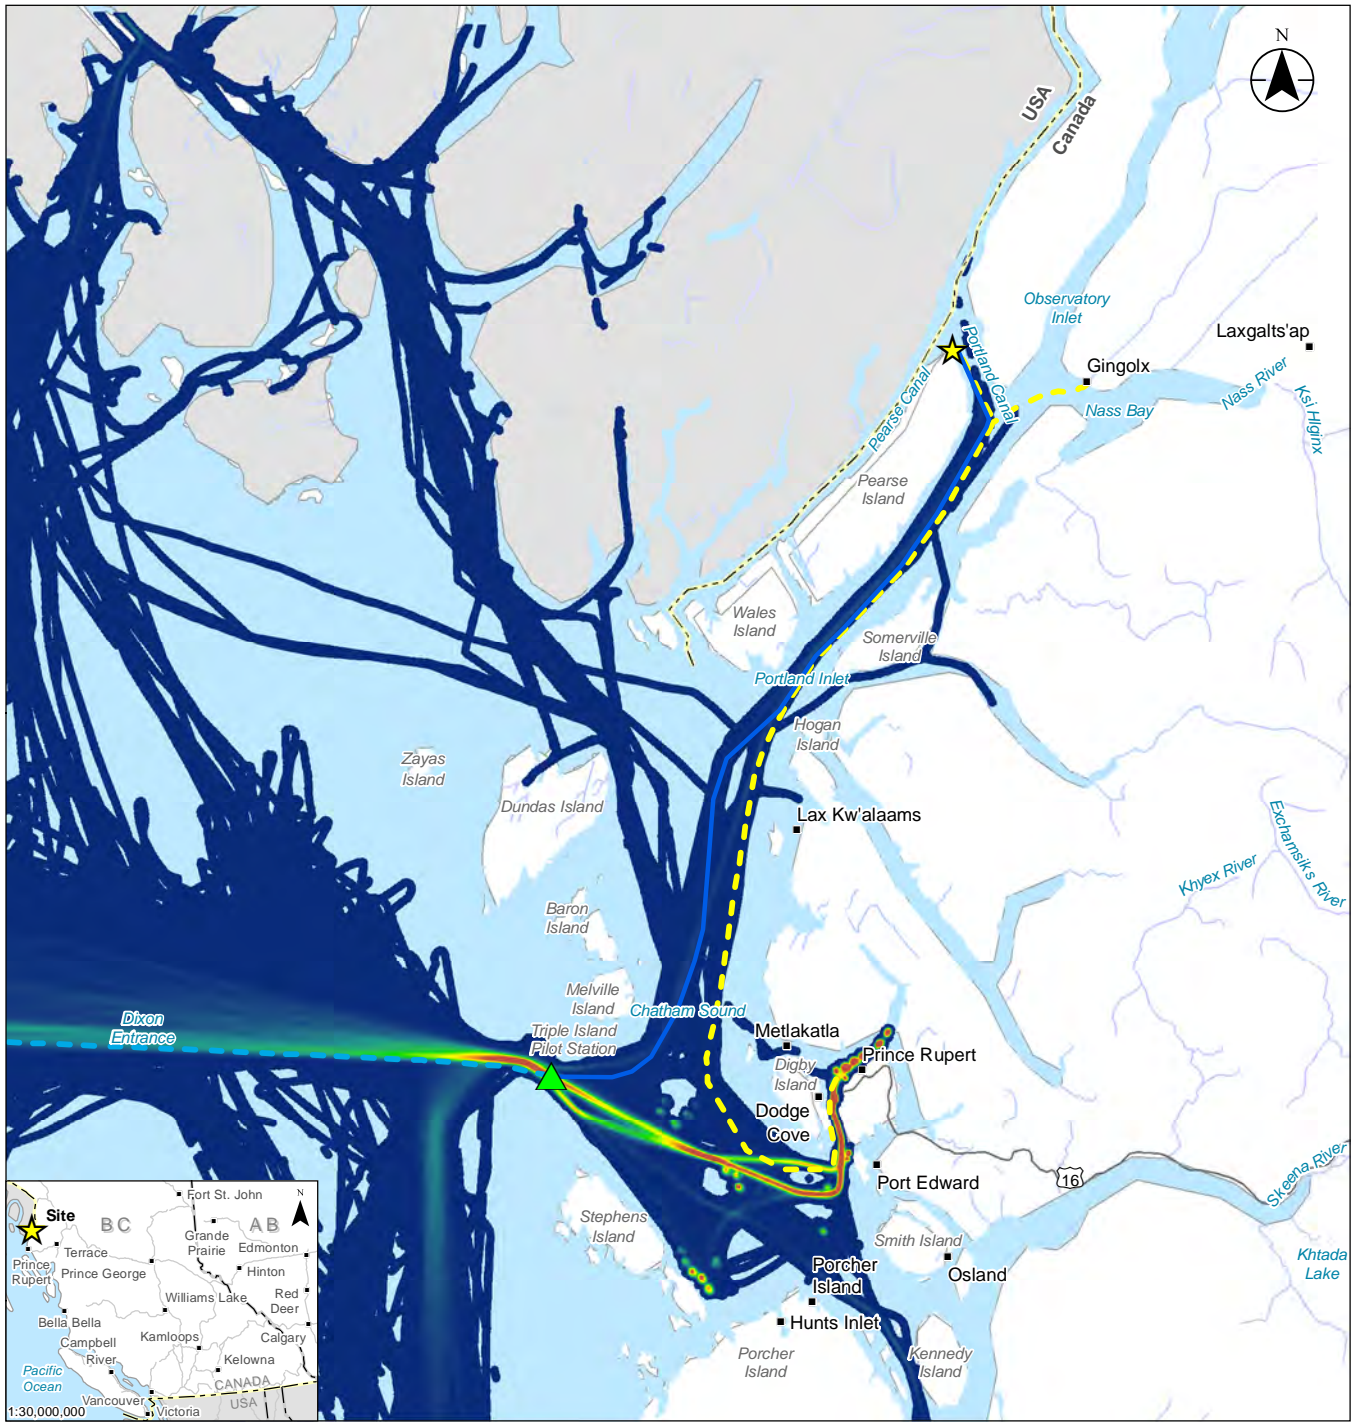 N
USA
Canada
Observatory
Inlet
Laxgalts'ap
Gingolx
Portland Canal
Pearse Canal
Nass Bay
Nass River
Ksi Hlginx
Pearse
Island
Wales
Island
Somerville
Island
Portland Inlet
Hogan
Island
Zayas
Island
Dundas Island
Lax Kw'alaams
Exchamsiks River
Khyex River
Baron
Island
Melville
Island
Chatham Sound
Dixon
Entrance
Triple Island
Pilot Station
Metlakatla
Prince Rupert
Digby
Island
Dodge
Cove
Port Edward
16
Skeena River
Stephens
Island
Smith Island
Osland
Khtada
Lake
Porcher
Island
Hunts Inlet
Porcher
Island
Kennedy
Island
N
Fort St. John
Site
BC
AB
Grande
Prairie
Edmonton
Terrace
Prince
Rupert
Prince George
Hinton
Williams Lake
Red
Deer
Bella Bella
Campbell
River
Kamloops
Calgary
Kelowna
Pacific
Ocean
CANADA
USA
Vancouver
Victoria
1:30,000,000